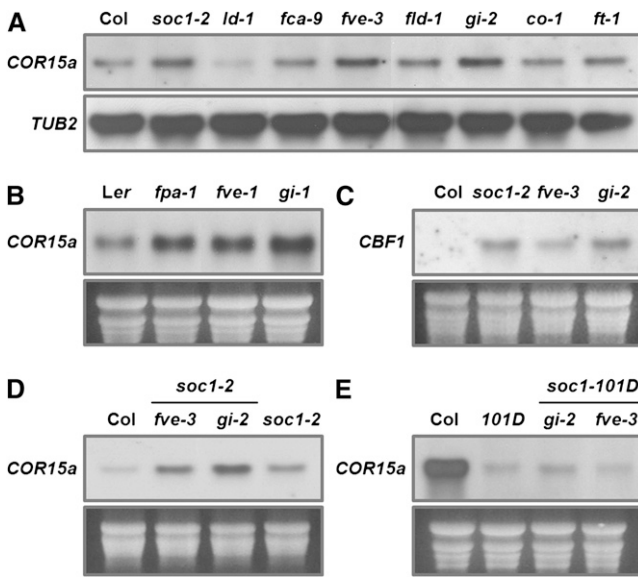 A
Col soc1-2 ld-1 fca-9 fve-3 fld-1 gi-2 co-1 ft-1
COR15a
TUB2
B
Ler fpa-1 fve-1 gi-1
COR15a
C
Col soc1-2 fve-3 gi-2
CBF1
D
soc1-2
Col fve-3 gi-2 soc1-2
COR15a
E
soc1-101D
Col 101D gi-2 fve-3
COR15a